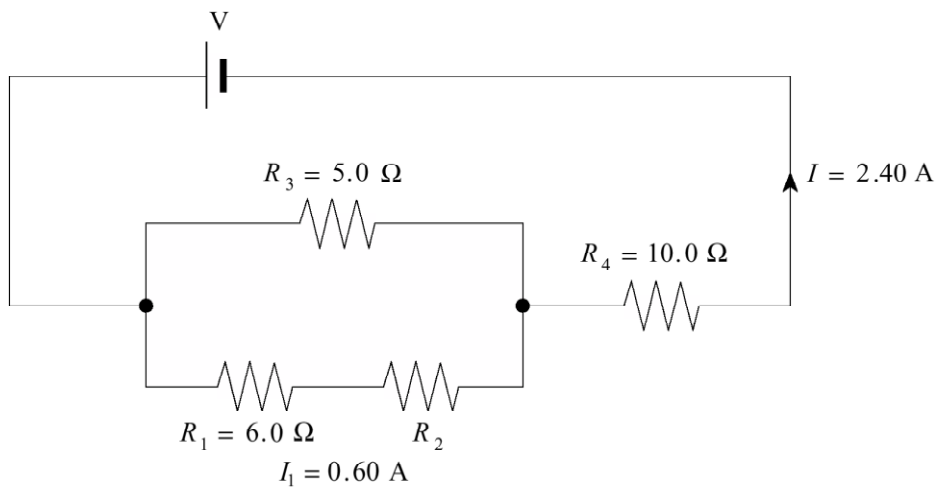 V
R₃ = 5.0 Ω
I = 2.40 A
R₄ = 10.0 Ω
R₁ = 6.0 Ω
R₂
I₁ = 0.60 A